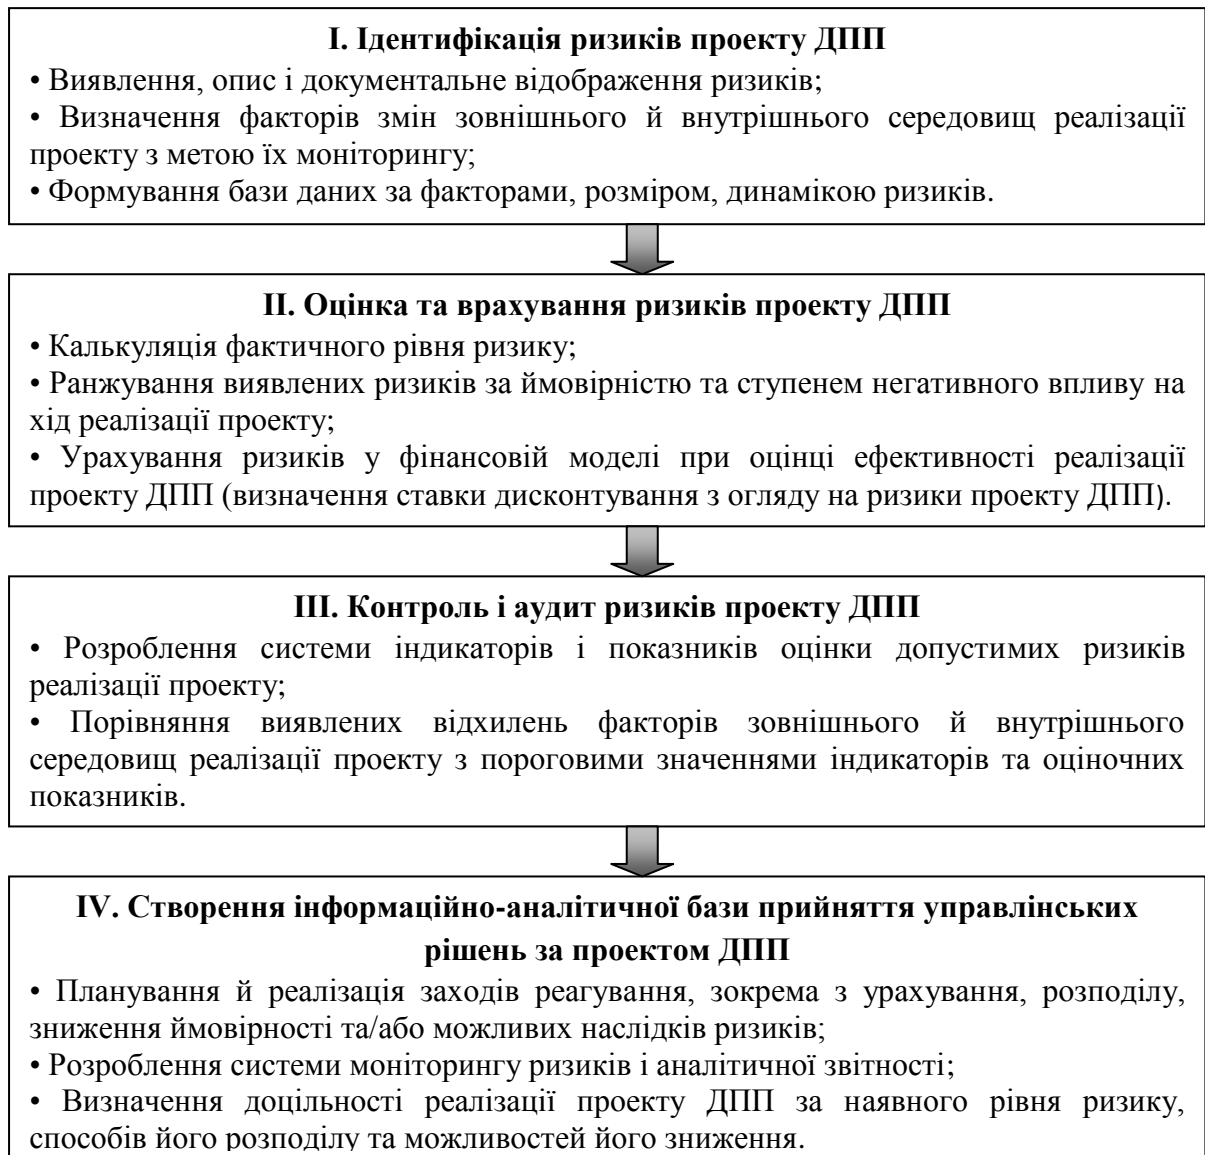 І. Ідентифікація ризиків проекту ДПП
• Виявлення, опис і документальне відображення ризиків;
• Визначення факторів змін зовнішнього й внутрішнього середовищ реалізації
проекту з метою їх моніторингу;
• Формування бази даних за факторами, розміром, динамікою ризиків.
ІІ. Оцінка та врахування ризиків проекту ДПП
• Калькуляція фактичного рівня ризику;
• Ранжування виявлених ризиків за ймовірністю та ступенем негативного впливу на
хід реалізації проекту;
• Урахування ризиків у фінансовій моделі при оцінці ефективності реалізації
проекту ДПП (визначення ставки дисконтування з огляду на ризики проекту ДПП).
ІІІ. Контроль і аудит ризиків проекту ДПП
• Розроблення системи індикаторів і показників оцінки допустимих ризиків
реалізації проекту;
• Порівняння виявлених відхилень факторів зовнішнього й внутрішнього
середовищ реалізації проекту з пороговими значеннями індикаторів та оціночних
показників.
IV. Створення інформаційно-аналітичної бази прийняття управлінських
рішень за проектом ДПП
• Планування й реалізація заходів реагування, зокрема з урахування, розподілу,
зниження ймовірності та/або можливих наслідків ризиків;
• Розроблення системи моніторингу ризиків і аналітичної звітності;
• Визначення доцільності реалізації проекту ДПП за наявного рівня ризику,
способів його розподілу та можливостей його зниження.